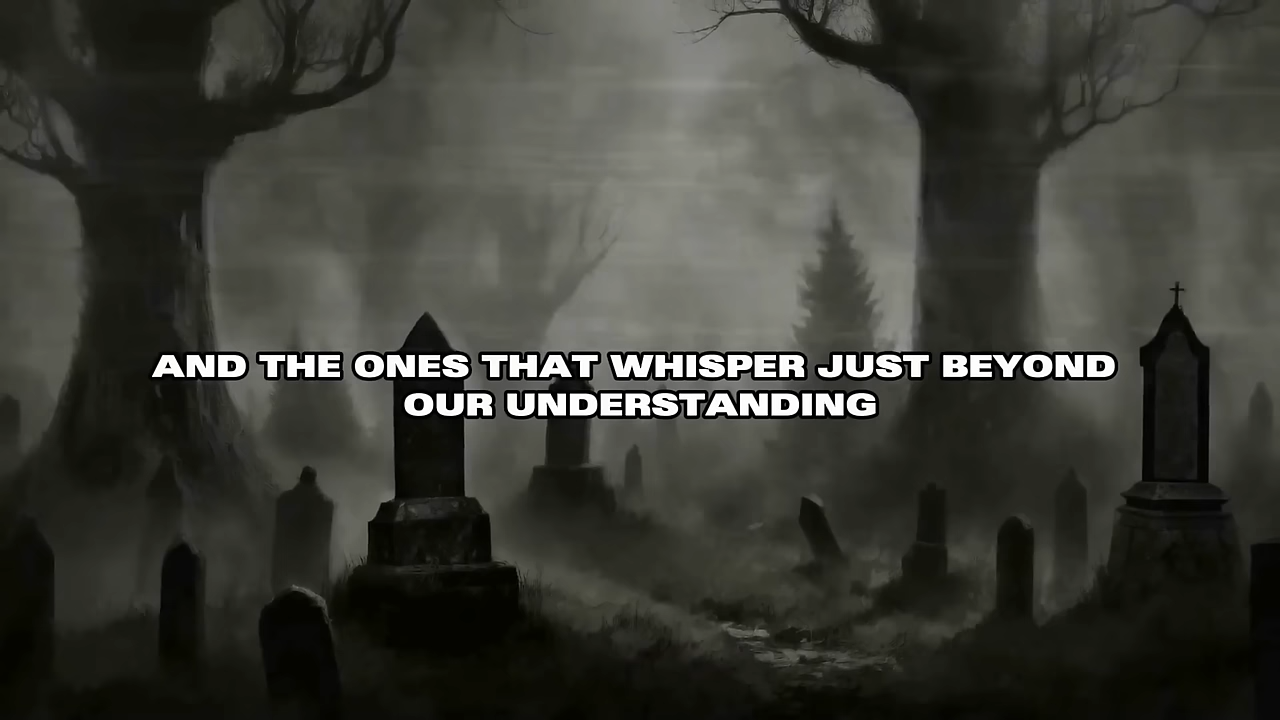 AND THE ONES THAT WHISPER JUST BEYOND
OUR UNDERSTANDING